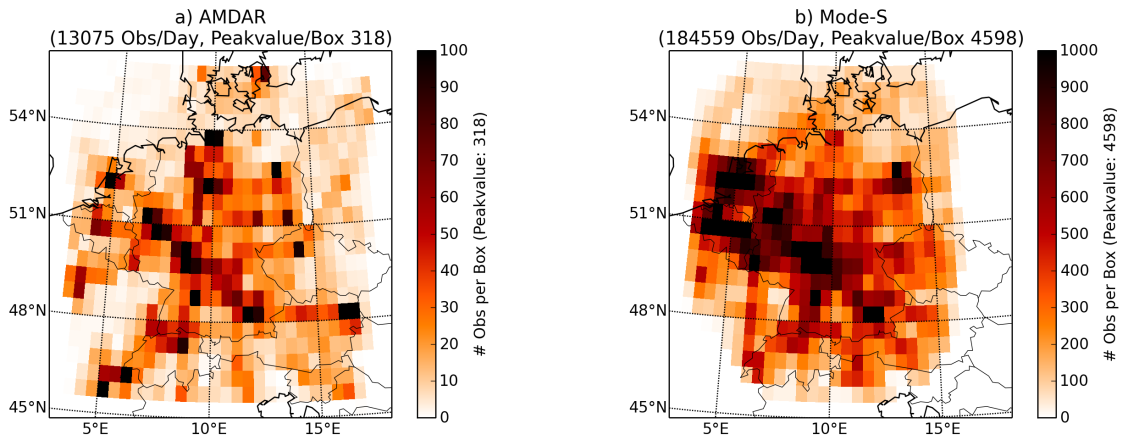 a) AMDAR
(13075 Obs/Day, Peakvalue/Box 318)
54°N
51°N
48°N
45°N
5°E
10°E
15°E
100
90
80
70
60
50
40
30
20
10
0
# Obs per Box (Peakvalue: 318)
b) Mode-S
(184559 Obs/Day, Peakvalue/Box 4598)
54°N
51°N
48°N
45°N
5°E
10°E
15°E
1000
900
800
700
600
500
400
300
200
100
0
# Obs per Box (Peakvalue: 4598)